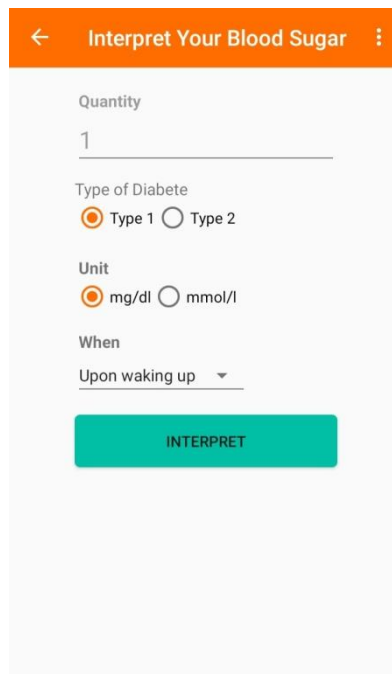 Interpret Your Blood Sugar
Quantity
1
Type of Diabete
Type 1 Type 2
Unit
mg/dl mmol/l
When
Upon waking up
INTERPRET